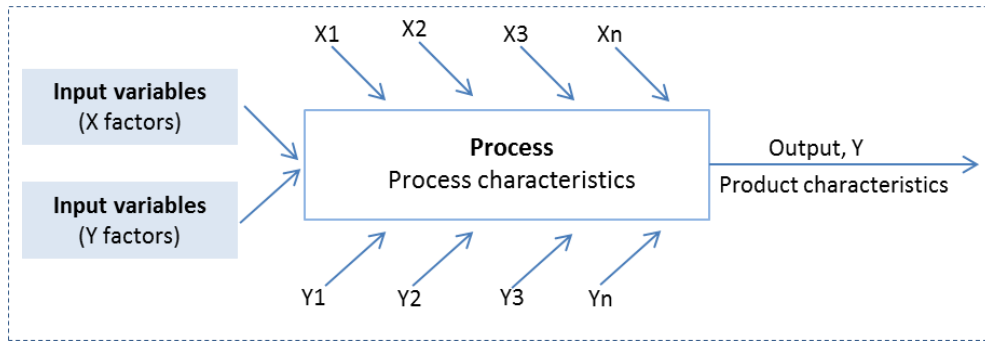 X1
X2
X3
Xn
Input variables
(X factors)
Input variables
(Y factors)
Process
Process characteristics
Output, Y
Product characteristics
Y1
Y2
Y3
Yn